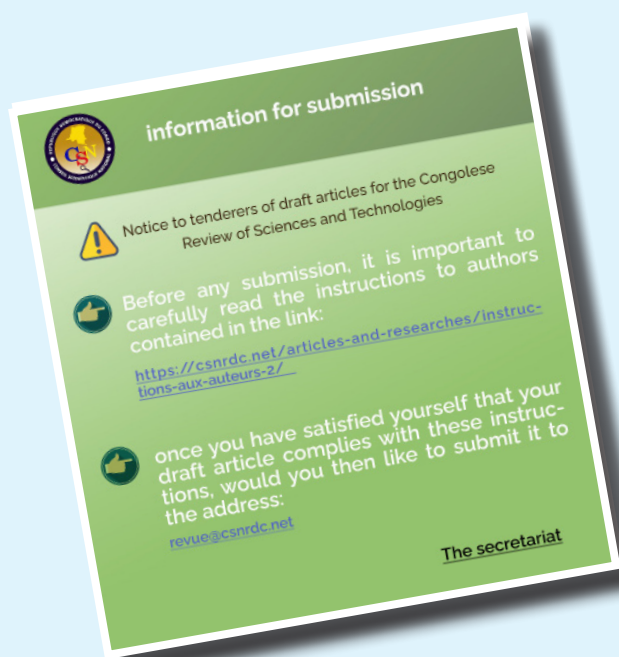 information for submission
Notice to tenderers of draft articles for the Congolese
Review of Sciences and Technologies
Before any submission, it is important to
carefully read the instructions to authors
contained in the link:
https://csnrdc.net/articles-and-researches/instruc-
tions-aux-auteurs-2/
once you have satisfied yourself that your
draft article complies with these instruc-
tions, would you then like to submit it to
the address:
revue@csnrdc.net
The secretariat